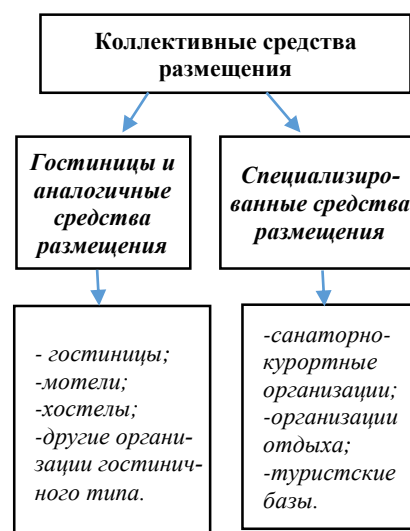 Коллективные средства
размещения
Гостиницы и
аналогичные
средства
размещения
Специализиро-
ванные средства
размещения
- гостиницы;
-мотели;
-хостелы;
-другие органи-
зации гостинич-
ного типа.
-санаторно-
курортные
организации;
-организации
отдыха;
-туристские
базы.